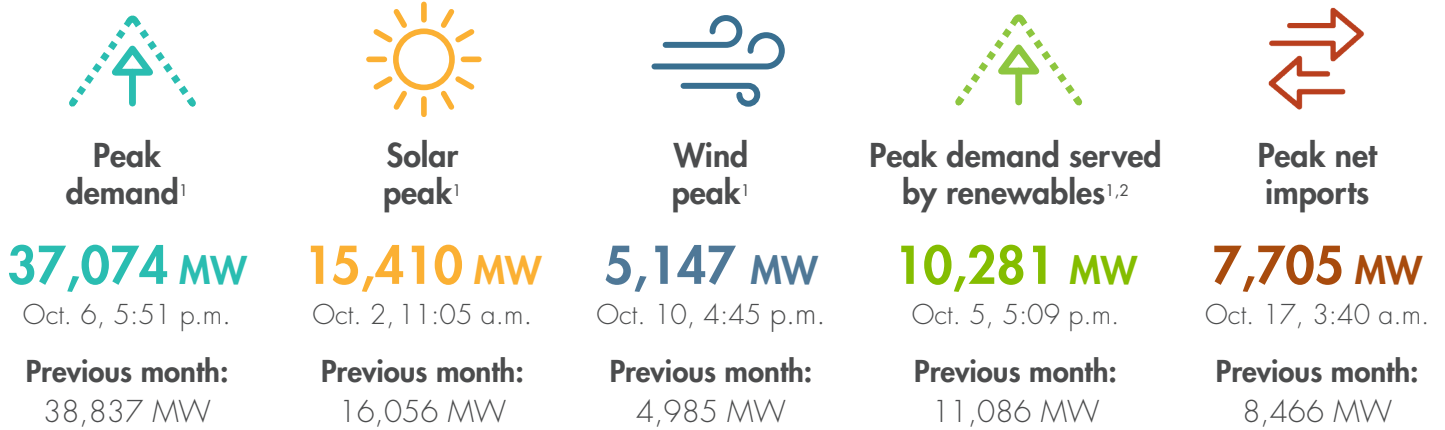 Peak
demand1
37,074 MW
Oct. 6, 5:51 p.m.
Previous month:
38,837 MW
Solar
peak1
15,410 MW
Oct. 2, 11:05 a.m.
Previous month:
16,056 MW
Wind
peak1
5,147 MW
Oct. 10, 4:45 p.m.
Previous month:
4,985 MW
Peak demand served
by renewables1,2
10,281 MW
Oct. 5, 5:09 p.m.
Previous month:
11,086 MW
Peak net
imports
7,705 MW
Oct. 17, 3:40 a.m.
Previous month:
8,466 MW